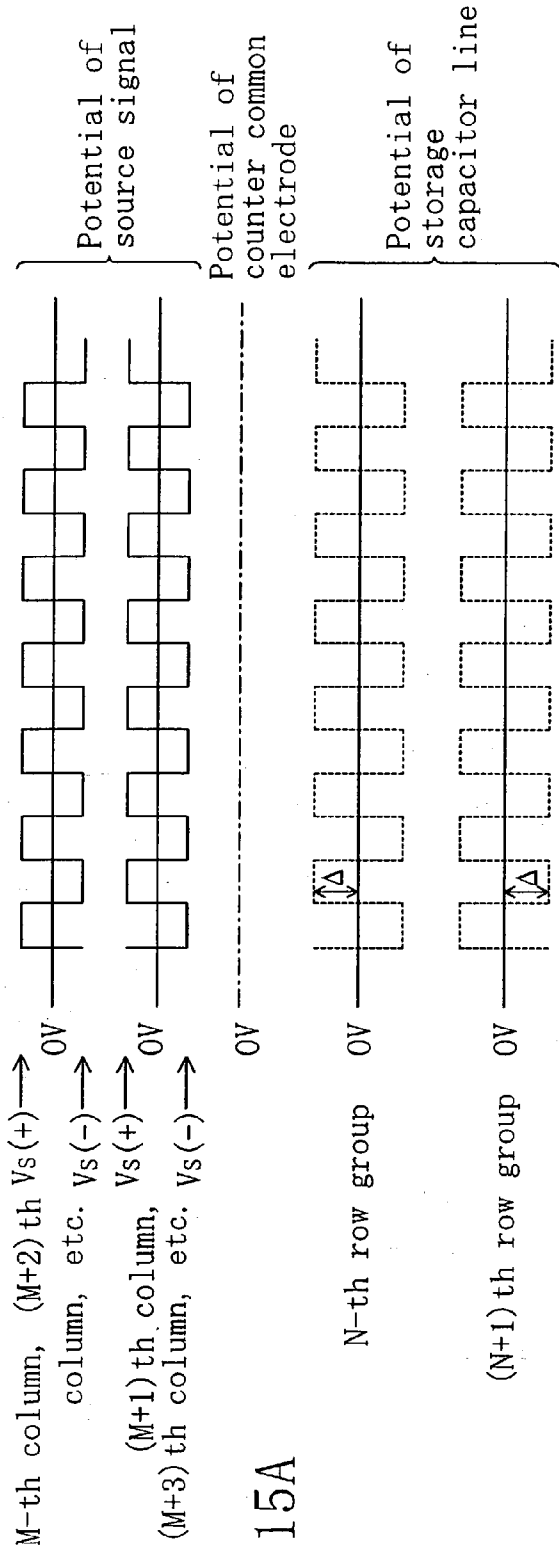 M-th column, (M+2)th Vs(+)
0V
column, etc. Vs(-)
(M+1)th column, Vs(+)
0V
(M+3)th column, etc. Vs(-)
Potential of
source signal
15A
0V
Potential of
counter common
electrode
N-th row group
0V
Δ
(N+1)th row group
0V
Δ
Potential of
storage
capacitor line